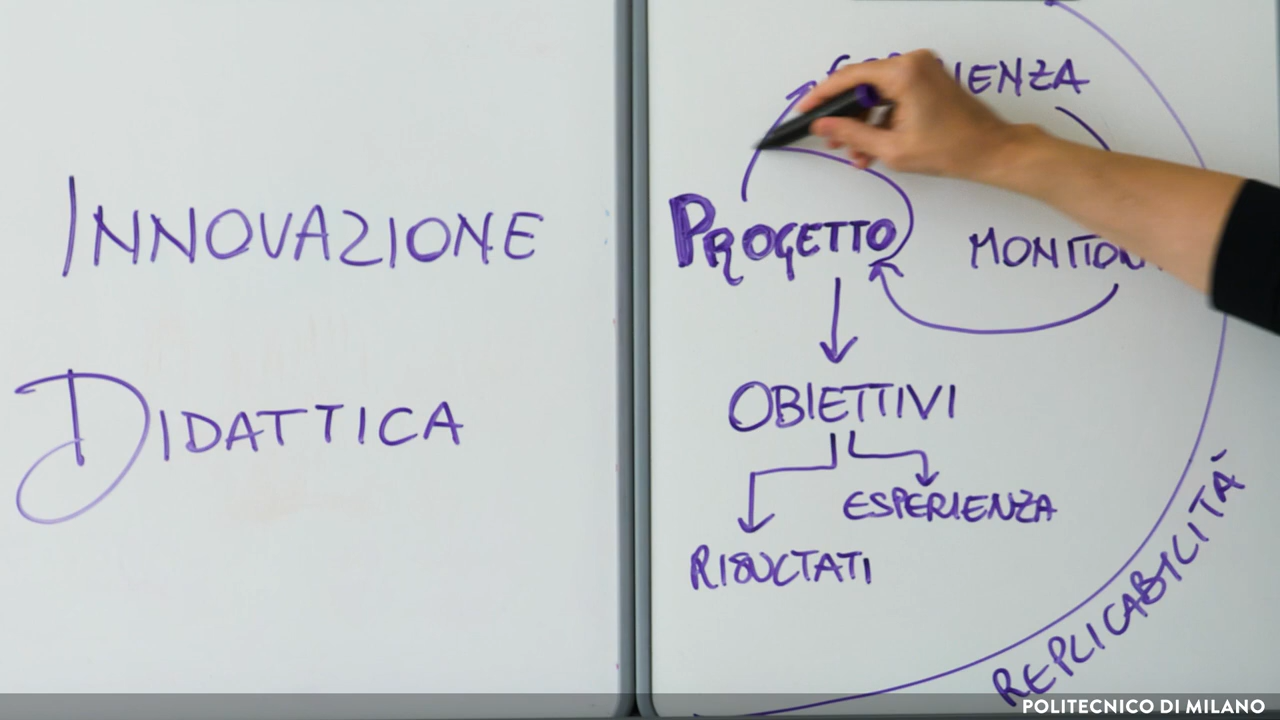 INNOVAZIONE
DIDATTICA
PROGETTO
OBIETTIVI
ESPERIENZA
RISULTATI
REPLICABILITÀ
POLITECNICO DI MILANO